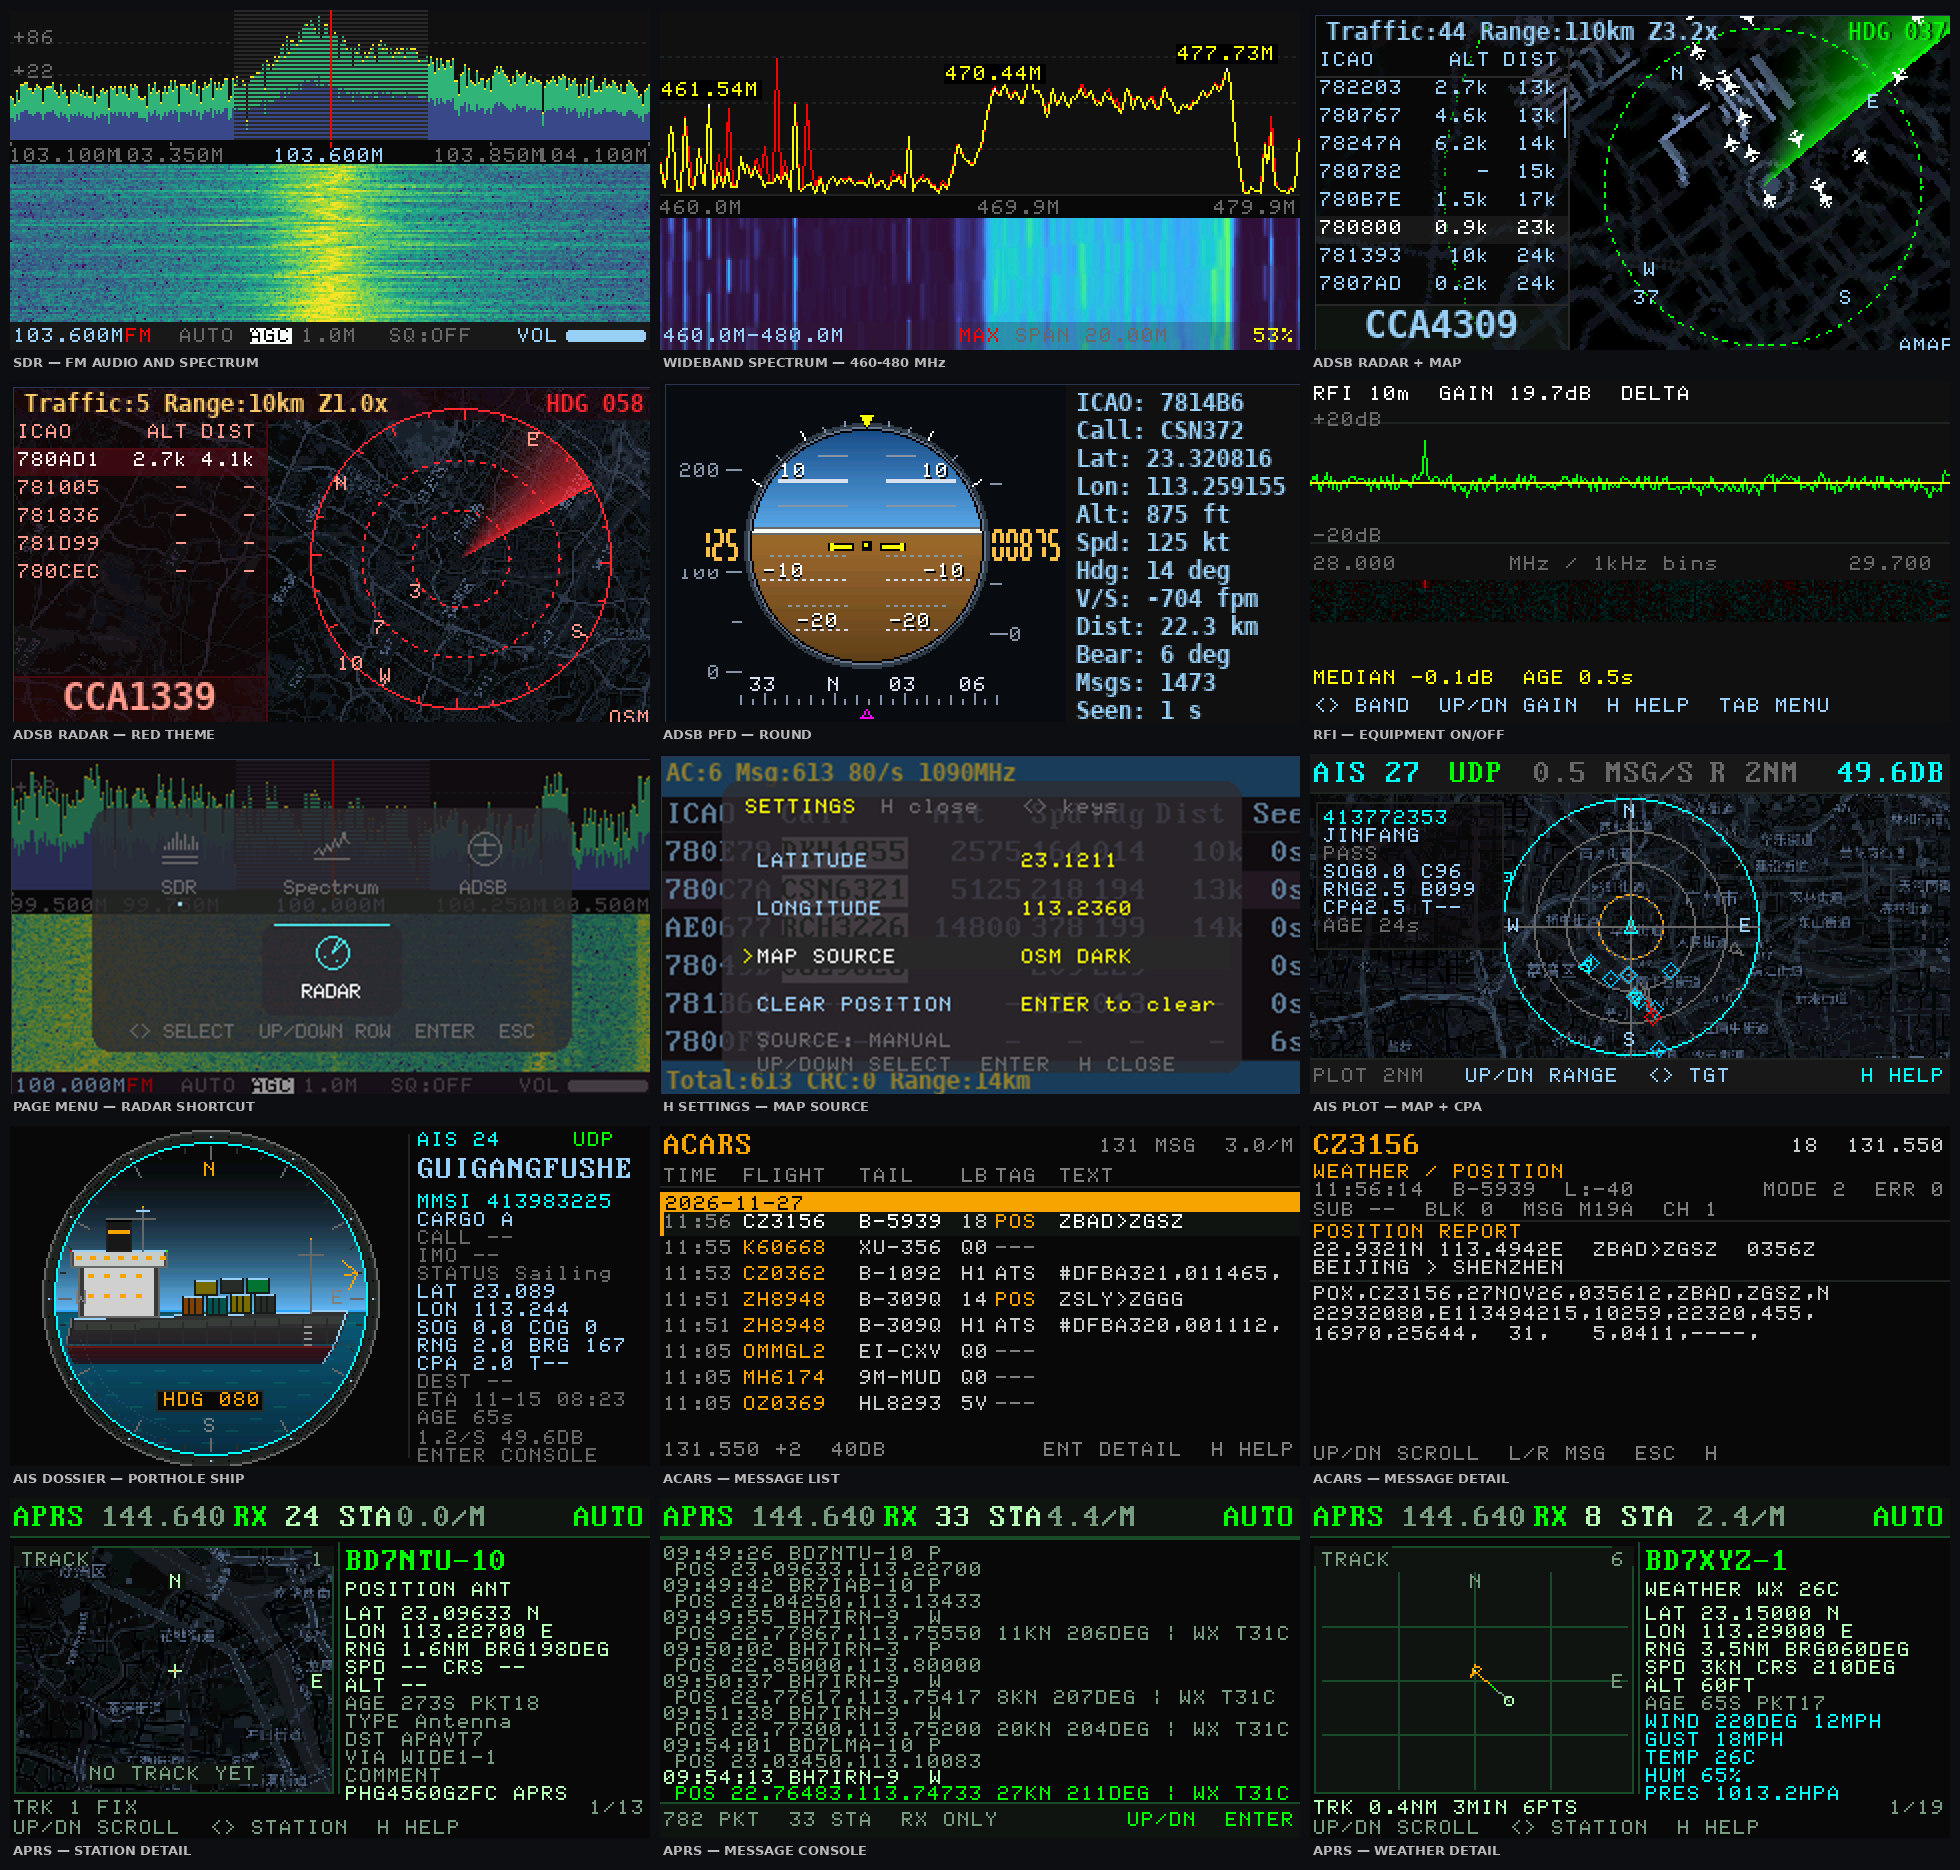 +86
+22
103.100M 103.350M 103.600M 103.850M 104.100M
103.600M FM AUTO AGC 1.0M SQ:OFF VOL
SDR — FM AUDIO AND SPECTRUM
477.73M
470.44M
461.54M
460.0M 469.9M 479.9M
460.0M-480.0M MAX SPAN 20.00M 53%
WIDEBAND SPECTRUM — 460-480 MHz
Traffic:44 Range:110km Z3.2x HDG 037
ICAO ALT DIST
782203 2.7k 13k
780767 4.6k 13k
78247A 6.2k 14k
780782 - 15k
780B7E 1.5k 17k
780800 0.9k 23k
781393 10k 24k
7807AD 0.2k 24k
CCA4309
N
E
W
37
S
AMAP
ADSB RADAR + MAP
Traffic:5 Range:10km Z1.0x HDG 058
ICAO ALT DIST
780AD1 2.7k 4.1k
781005 - -
781836 - -
781D99 - -
780CEC - -
CCA1339
E
N
3
7
S
10
W
OSM
ADSB RADAR — RED THEME
200
10 10
125
00875
100
-10 -10
-20 -20
0
0
33 N 03 06
ICAO: 7814B6
Call: CSN372
Lat: 23.320816
Lon: 113.259155
Alt: 875 ft
Spd: 125 kt
Hdg: 14 deg
V/S: -704 fpm
Dist: 22.3 km
Bear: 6 deg
Msgs: 1473
Seen: 1 s
ADSB PFD — ROUND
RFI 10m GAIN 19.7dB DELTA
+20dB
-20dB
28.000 MHz / 1kHz bins 29.700
MEDIAN -0.1dB AGE 0.5s
<> BAND UP/DN GAIN H HELP TAB MENU
RFI — EQUIPMENT ON/OFF
SDR Spectrum ADSB
99.500M 100.000M 100.250M 100.500M
RADAR
<> SELECT UP/DOWN ROW ENTER ESC
100.000M FM AUTO AGC 1.0M SQ:OFF VOL
PAGE MENU — RADAR SHORTCUT
AC:6 Msg:613 80/s 1090MHz
SETTINGS H close <> keys
LATITUDE 23.1211
LONGITUDE 113.2360
>MAP SOURCE OSM DARK
CLEAR POSITION ENTER to clear
SOURCE: MANUAL
UP/DOWN SELECT ENTER H CLOSE
Total:613 CRC:0 Range:14km
H SETTINGS — MAP SOURCE
AIS 27 UDP 0.5 MSG/S R 2NM 49.6DB
413772353
JINFANG
PASS
SOG0.0 C96
RNG2.5 B099
CPA2.5 T--
AGE 24s
N
W
E
S
PLOT 2NM UP/DN RANGE <> TGT H HELP
AIS PLOT — MAP + CPA
N
E
HDG 080
S
AIS 24 UDP
GUIGANGFUSHE
MMSI 413983225
CARGO A
CALL --
IMO --
STATUS Sailing
LAT 23.089
LON 113.244
SOG 0.0 COG 0
RNG 2.0 BRG 167
CPA 2.0 T--
DEST --
ETA 11-15 08:23
AGE 65s
1.2/S 49.6DB
ENTER CONSOLE
AIS DOSSIER — PORTHOLE SHIP
ACARS 131 MSG 3.0/M
TIME FLIGHT TAIL LB TAG TEXT
2026-11-27
11:56 CZ3156 B-5939 18 POS ZBAD>ZGSZ
11:55 K60668 XU-356 Q0 ---
11:53 CZ0362 B-1092 H1 ATS #DFBA321,011465,
11:51 ZH8948 B-309Q 14 POS ZSLY>ZGGG
11:51 ZH8948 B-309Q H1 ATS #DFBA320,001112,
11:05 OMMGL2 EI-CXV Q0 ---
11:05 MH6174 9M-MUD Q0 ---
11:05 OZ0369 HL8293 5V ---
131.550 +2 40DB ENT DETAIL H HELP
ACARS — MESSAGE LIST
CZ3156 18 131.550
WEATHER / POSITION
11:56:14 B-5939 L:-40 MODE 2 ERR 0
SUB -- BLK 0 MSG M19A CH 1
POSITION REPORT
22.9321N 113.4942E ZBAD>ZGSZ 0356Z
BEIJING > SHENZHEN
POX,CZ3156,27NOV26,035612,ZBAD,ZGSZ,N
22932080,E113494215,10259,22320,455,
16970,25644, 31, 5,0411,----,
UP/DN SCROLL L/R MSG ESC H
ACARS — MESSAGE DETAIL
APRS 144.640 RX 24 STA 0.0/M AUTO
TRACK 1
N
E
NO TRACK YET
BD7NTU-10
POSITION ANT
LAT 23.09633 N
LON 113.22700 E
RNG 1.6NM BRG198DEG
SPD -- CRS --
ALT --
AGE 273S PKT18
TYPE Antenna
DST APAVT7
VIA WIDE1-1
COMMENT
PHG4560GZFC APRS
TRK 1 FIX 1/13
UP/DN SCROLL <> STATION H HELP
APRS — STATION DETAIL
APRS 144.640 RX 33 STA 4.4/M AUTO
09:49:26 BD7NTU-10 P
POS 23.09633,113.22700
09:49:42 BR7IAB-10 P
POS 23.04250,113.13433
09:49:55 BH7IRN-9 W
POS 22.77867,113.75550 11KN 206DEG ¦ WX T31C
09:50:02 BH7IRN-3 P
POS 22.85000,113.80000
09:50:37 BH7IRN-9 W
POS 22.77617,113.75417 8KN 207DEG ¦ WX T31C
09:51:38 BH7IRN-9 W
POS 22.77300,113.75200 20KN 204DEG ¦ WX T31C
09:54:01 BD7LMA-10 P
POS 23.03450,113.10083
09:54:13 BH7IRN-9 W
POS 22.76483,113.74733 27KN 211DEG ¦ WX T31C
782 PKT 33 STA RX ONLY UP/DN ENTER
APRS — MESSAGE CONSOLE
APRS 144.640 RX 8 STA 2.4/M AUTO
TRACK 6
N
E
BD7XYZ-1
WEATHER WX 26C
LAT 23.15000 N
LON 113.29000 E
RNG 3.5NM BRG060DEG
SPD 3KN CRS 210DEG
ALT 60FT
AGE 65S PKT17
WIND 220DEG 12MPH
GUST 18MPH
TEMP 26C
HUM 65%
PRES 1013.2HPA
TRK 0.4NM 3MIN 6PTS 1/19
UP/DN SCROLL <> STATION H HELP
APRS — WEATHER DETAIL